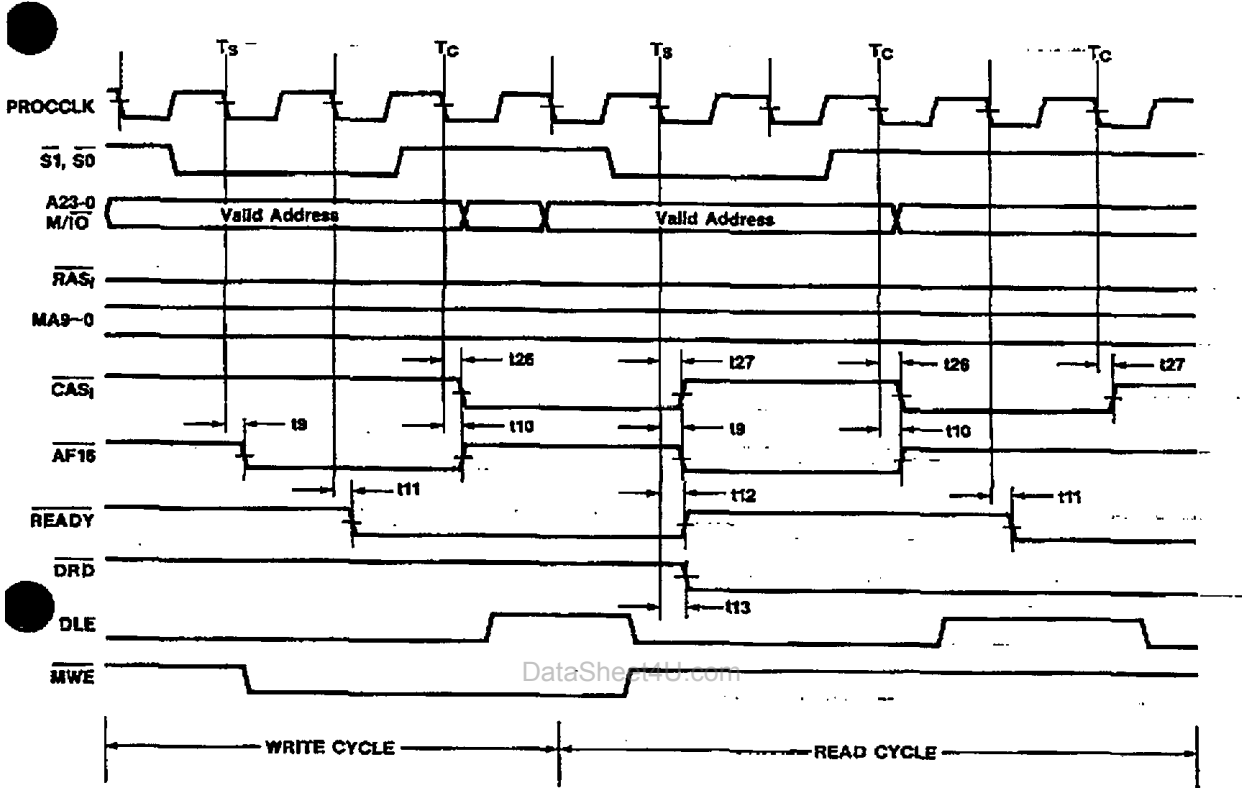 Ts Tc Ts Tc Tc
PROCCLK
S1, S0
A23-0
M/IO
Valid Address Valid Address
RASi
MA9~0
t26 t27 t26 t27
CASi
t9 t10 t9 t10
AF16
t11 t12 t11
READY
DRD
t13
DLE
MWE
DataSheet4U.com
WRITE CYCLE READ CYCLE